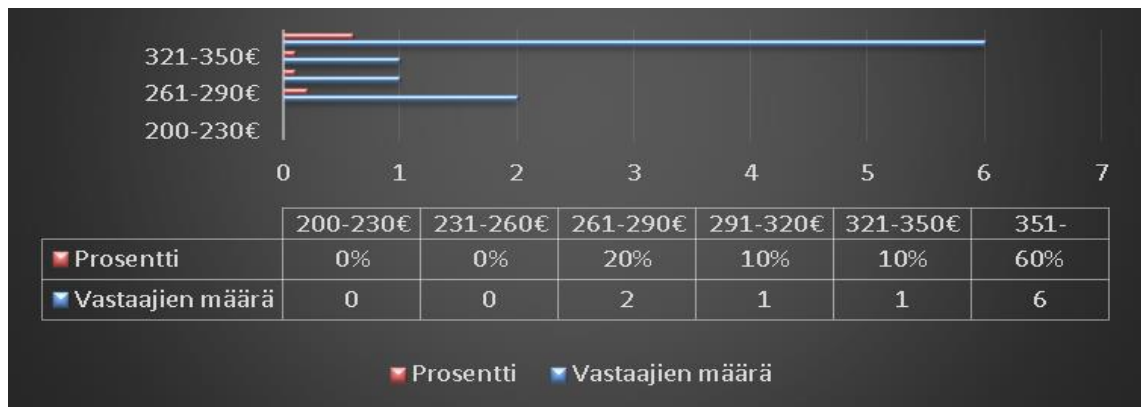 321-350€
261-290€
200-230€
0 1 2 3 4 5 6 7
200-230€ 231-260€ 261-290€ 291-320€ 321-350€ 351-
Prosentti 0% 0% 20% 10% 10% 60%
Vastaajien määrä 0 0 2 1 1 6
Prosentti Vastaajien määrä